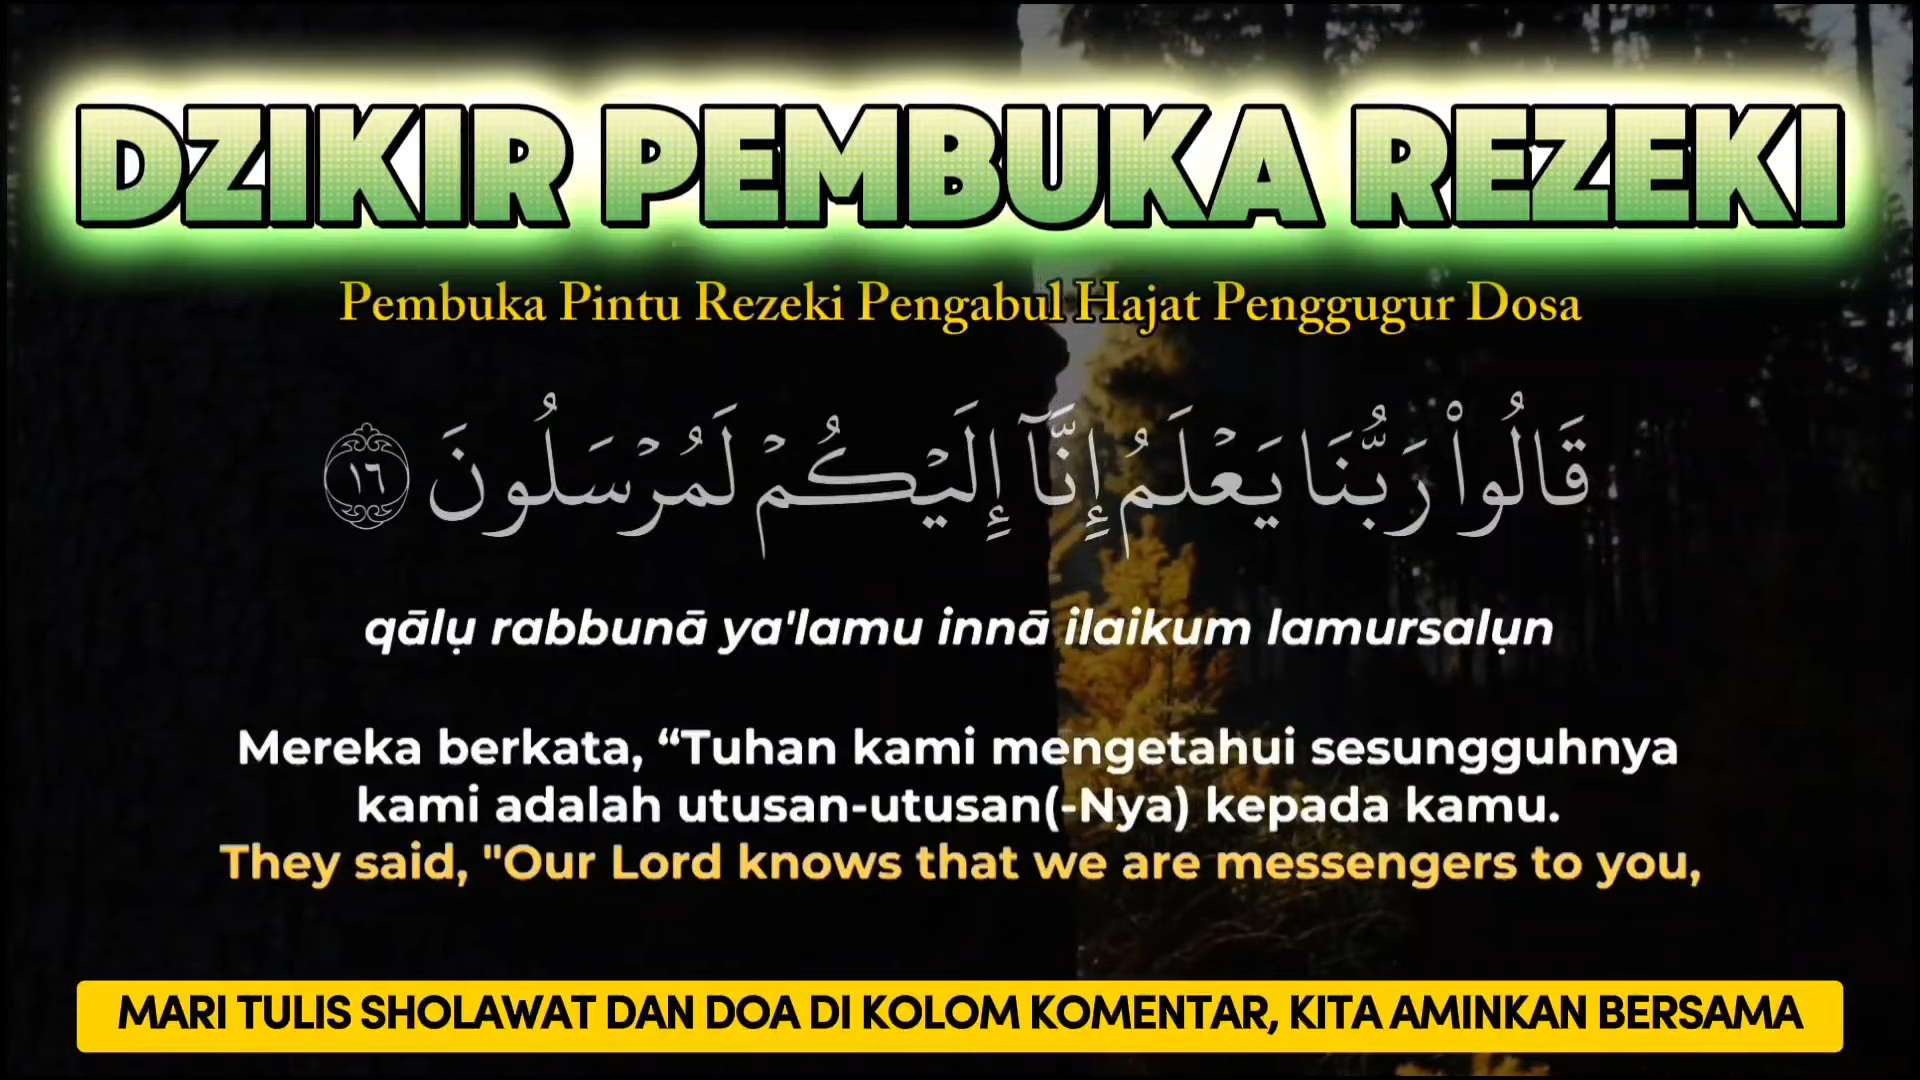 DZIKIR PEMBUKA REZEKI
Pembuka Pintu Rezeki Pengabul Hajat Penggugur Dosa
قَالُوا۟ رَبُّنَا يَعْلَمُ إِنَّآ إِلَيْكُمْ لَمُرْسَلُونَ ١٦
qālụ rabbunā ya'lamu innā ilaikum lamursalụn
Mereka berkata, “Tuhan kami mengetahui sesungguhnya
kami adalah utusan-utusan(-Nya) kepada kamu.
They said, "Our Lord knows that we are messengers to you,
MARI TULIS SHOLAWAT DAN DOA DI KOLOM KOMENTAR, KITA AMINKAN BERSAMA